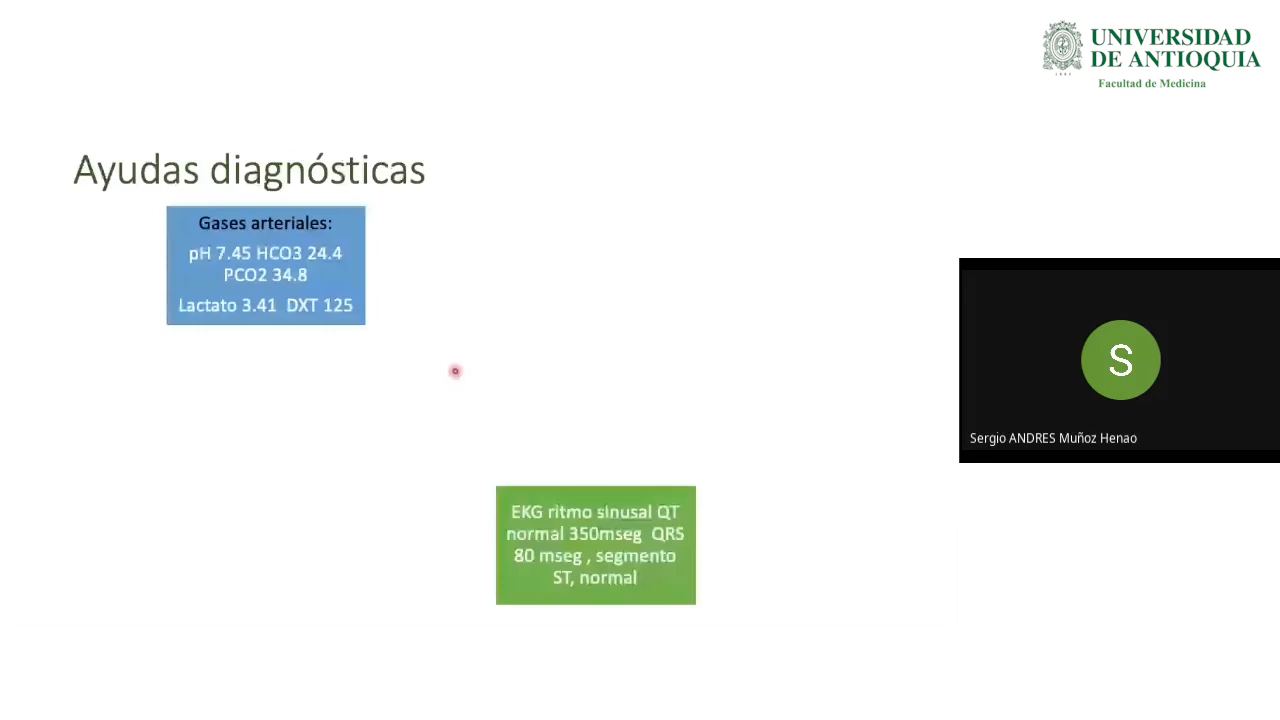 UNIVERSIDAD
DE ANTIOQUIA
1803
Facultad de Medicina
Ayudas diagnósticas
Gases arteriales:
pH 7.45 HCO3 24.4
PCO2 34.8
Lactato 3.41 DXT 125
S
Sergio ANDRES Muñoz Henao
EKG ritmo sinusal QT
normal 350mseg QRS
80 mseg , segmento
ST, normal